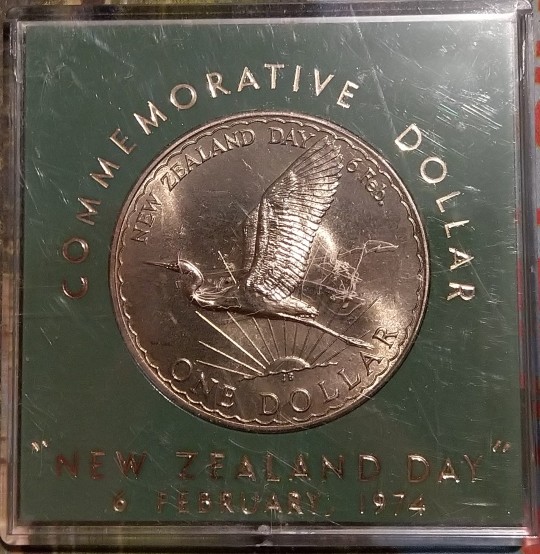 COMMEMORATIVE DOLLAR
NEW ZEALAND DAY 6 Feb.
ONE DOLLAR
"NEW ZEALAND DAY"
6 FEBRUARY 1974